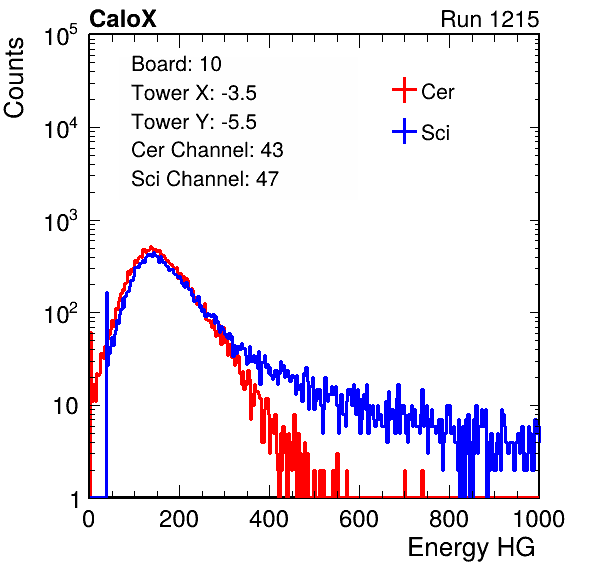 CaloX Run 1215
Counts
Board: 10
Tower X: -3.5
Tower Y: -5.5
Cer Channel: 43
Sci Channel: 47
Cer
Sci
10^5
10^4
10^3
10^2
10
1
0 200 400 600 800 1000
Energy HG